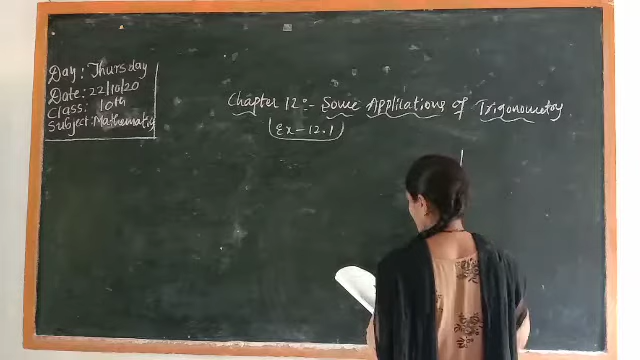 Day: Thursday
Date: 22/10/20
Class: 10th
Subject: Mathematics
Chapter 12:- Some Applications of Trigonometry
(Ex-12.1)